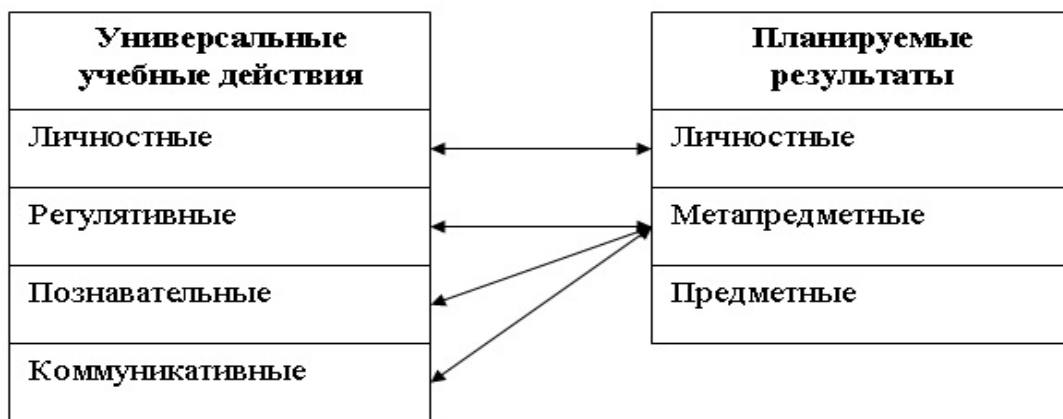 Универсальные
учебные действия
Личностные
Регулятивные
Познавательные
Коммуникативные
Планируемые
результаты
Личностные
Метапредметные
Предметные